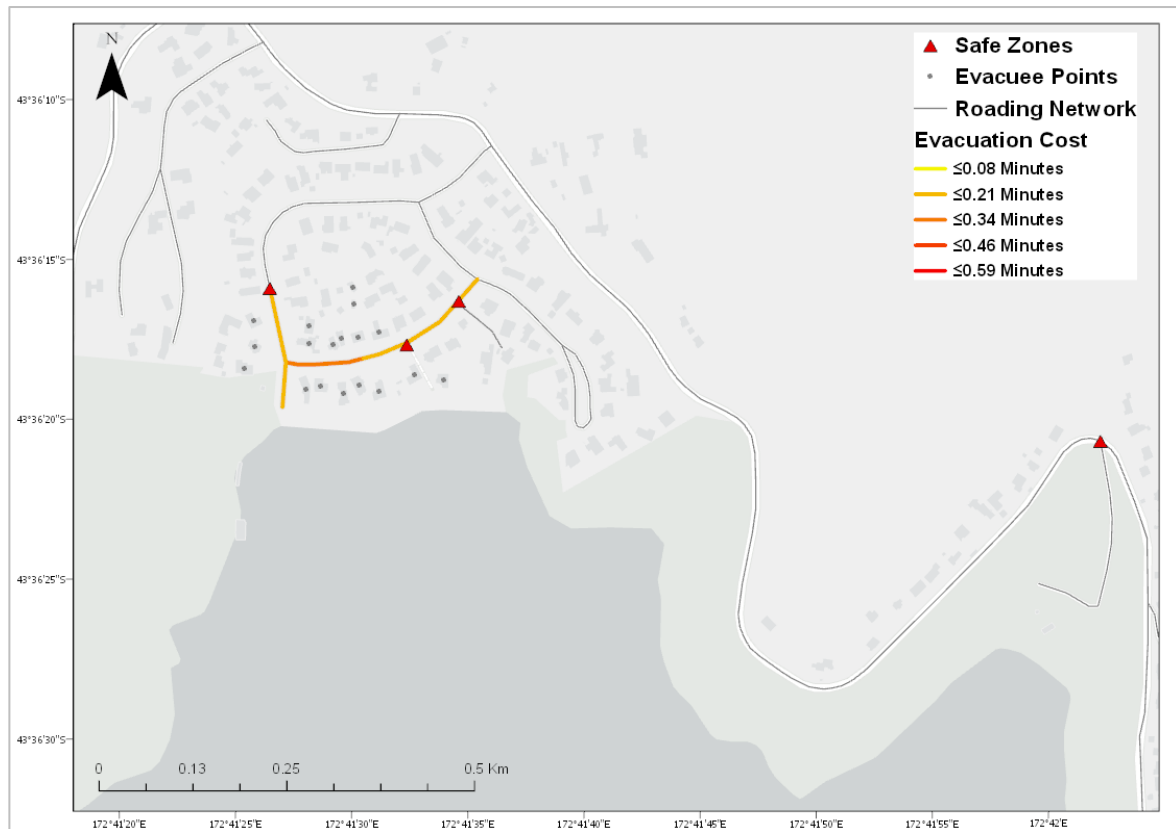 N
Safe Zones
Evacuee Points
Roading Network
Evacuation Cost
≤0.08 Minutes
≤0.21 Minutes
≤0.34 Minutes
≤0.46 Minutes
≤0.59 Minutes
43°36'10"S
43°36'15"S
43°36'20"S
43°36'25"S
43°36'30"S
0 0.13 0.25 0.5 Km
172°41'20"E 172°41'25"E 172°41'30"E 172°41'35"E 172°41'40"E 172°41'45"E 172°41'50"E 172°41'55"E 172°42'E